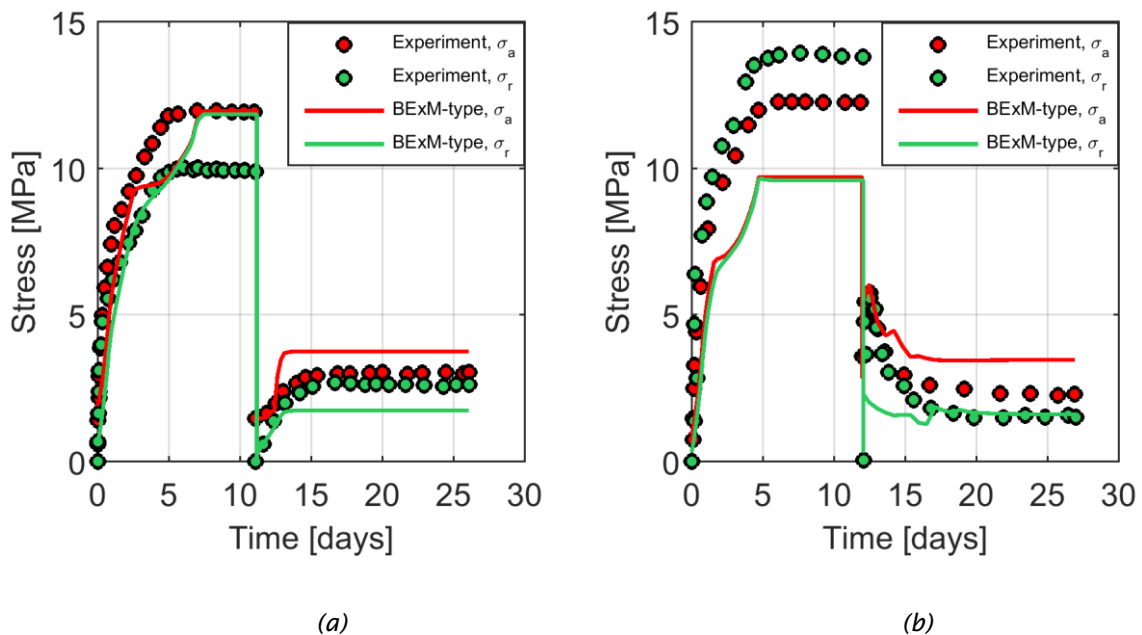 15
10
5
0
Stress [MPa]
0 5 10 15 20 25 30
Time [days]
Experiment, σa
Experiment, σr
BExM-type, σa
BExM-type, σr
(a)
15
10
5
0
Stress [MPa]
0 5 10 15 20 25 30
Time [days]
Experiment, σa
Experiment, σr
BExM-type, σa
BExM-type, σr
(b)